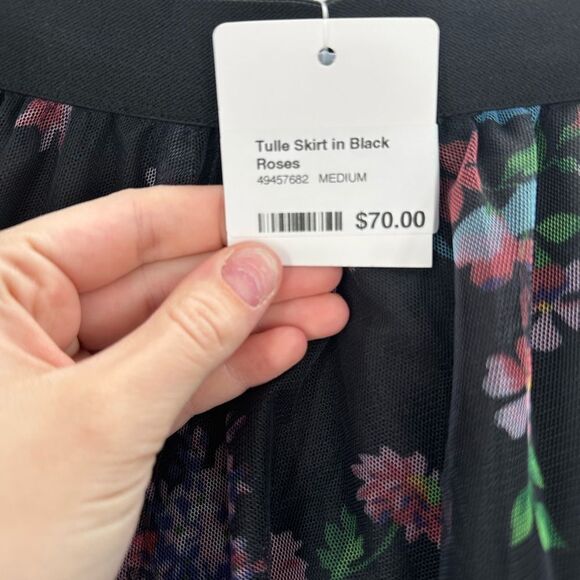 Tulle Skirt in Black
Roses
49457682 MEDIUM
$70.00